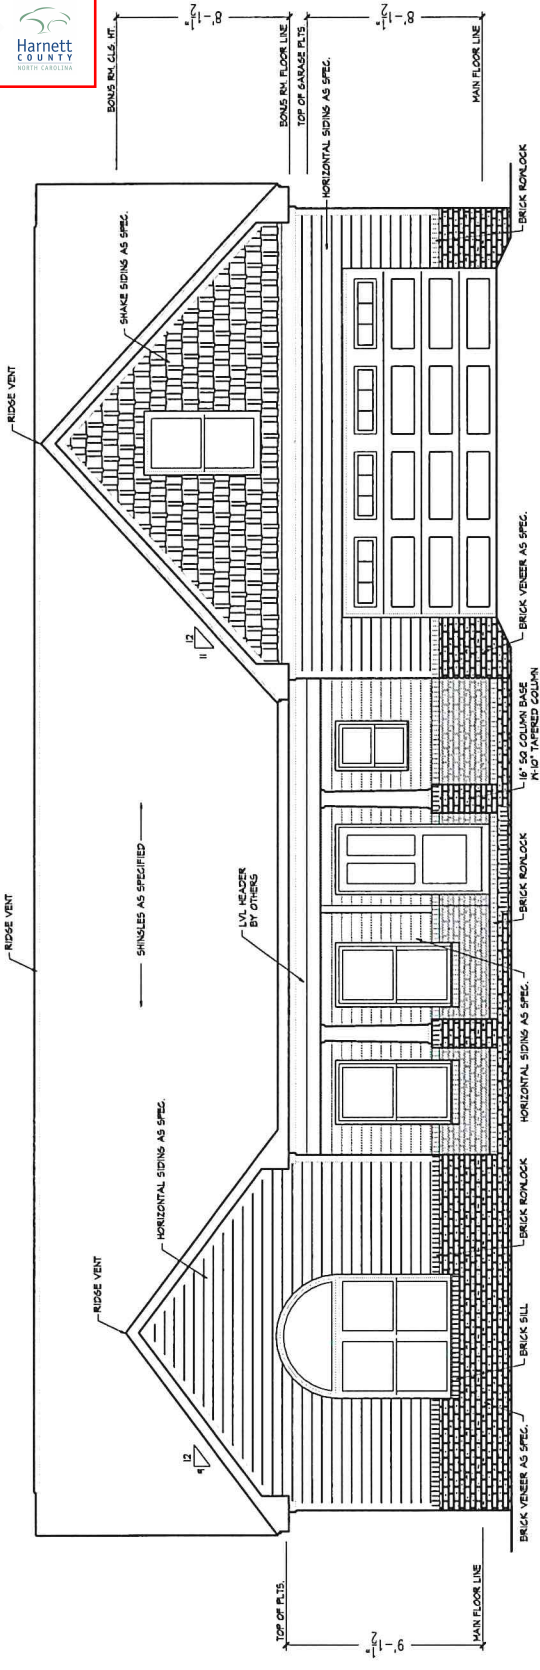 Harnett
COUNTY
NORTH CAROLINA
RIDGE VENT
RIDGE VENT
RIDGE VENT
HORIZONTAL SIDING AS SPEC.
SHINGLES AS SPECIFIED
SHAKE SIDING AS SPEC.
LVL HEADER
BY OTHERS
12
9
12
11
BONUS RM. CLG. HT.
8'-1 1/2"
BONUS RM. FLOOR LINE
TOP OF GARAGE PLTS
HORIZONTAL SIDING AS SPEC.
8'-1 1/2"
MAIN FLOOR LINE
TOP OF PLTS.
9'-1 1/2"
MAIN FLOOR LINE
BRICK VENEER AS SPEC.
BRICK SILL
BRICK ROWLOCK
HORIZONTAL SIDING AS SPEC.
BRICK ROWLOCK
16" SQ COLUMN BASE
W-10" TAPERED COLUMN
BRICK VENEER AS SPEC.
BRICK ROWLOCK